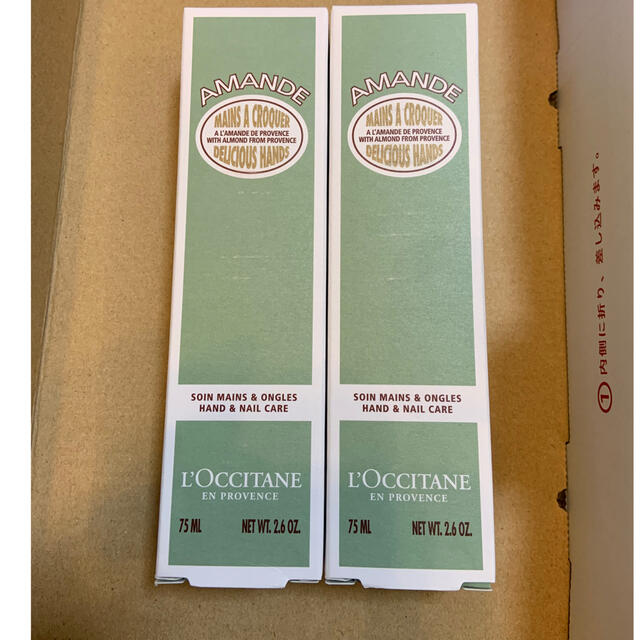 AMANDE
MAINS À CROQUER
A L'AMANDE DE PROVENCE
WITH ALMOND FROM PROVENCE
DELICIOUS HANDS
SOIN MAINS & ONGLES
HAND & NAIL CARE
L'OCCITANE
EN PROVENCE
75 ML NET WT. 2.6 OZ.
AMANDE
MAINS À CROQUER
A L'AMANDE DE PROVENCE
WITH ALMOND FROM PROVENCE
DELICIOUS HANDS
SOIN MAINS & ONGLES
HAND & NAIL CARE
L'OCCITANE
EN PROVENCE
75 ML NET WT. 2.6 OZ.
①内側に折り、差し込みます。